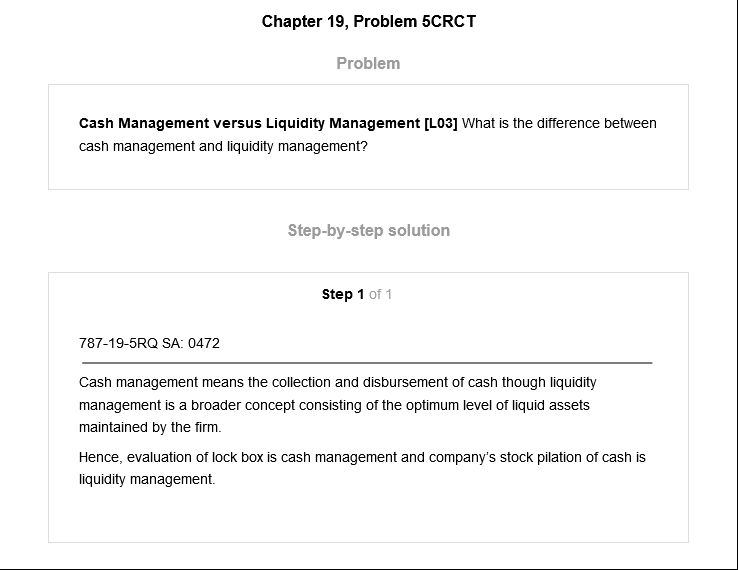 Chapter 19, Problem 5CRCT
Problem
Cash Management versus Liquidity Management [L03] What is the difference between
cash management and liquidity management?
Step-by-step solution
Step 1 of 1
787-19-5RQ SA: 0472
Cash management means the collection and disbursement of cash though liquidity
management is a broader concept consisting of the optimum level of liquid assets
maintained by the firm.
Hence, evaluation of lock box is cash management and company's stock pilation of cash is
liquidity management.